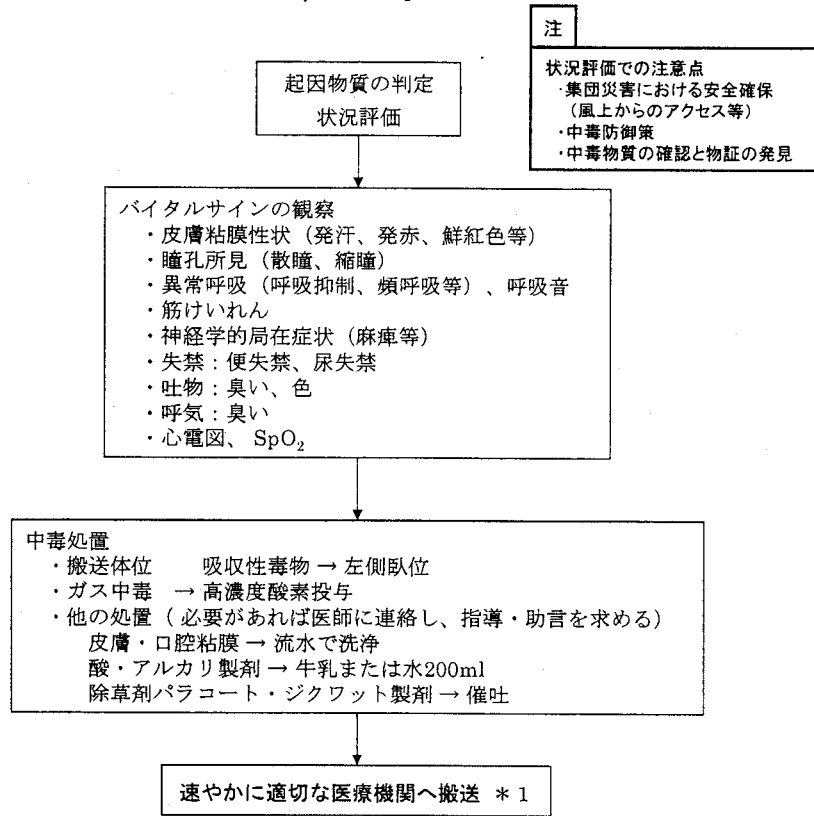 注
状況評価での注意点
・集団災害における安全確保
（風上からのアクセス等）
・中毒防御策
・中毒物質の確認と物証の発見
起因物質の判定
状況評価
バイタルサインの観察
・皮膚粘膜性状（発汗、発赤、鮮紅色等）
・瞳孔所見（散瞳、縮瞳）
・異常呼吸（呼吸抑制、頻呼吸等）、呼吸音
・筋けいれん
・神経学的局在症状（麻痺等）
・失禁：便失禁、尿失禁
・吐物：臭い、色
・呼気：臭い
・心電図、 SpO₂
中毒処置
・搬送体位　　吸収性毒物 → 左側臥位
・ガス中毒　→ 高濃度酸素投与
・他の処置（ 必要があれば医師に連絡し、指導・助言を求める）
皮膚・口腔粘膜 → 流水で洗浄
酸・アルカリ製剤 → 牛乳または水200ml
除草剤パラコート・ジクワット製剤 → 催吐
速やかに適切な医療機関へ搬送 ＊1